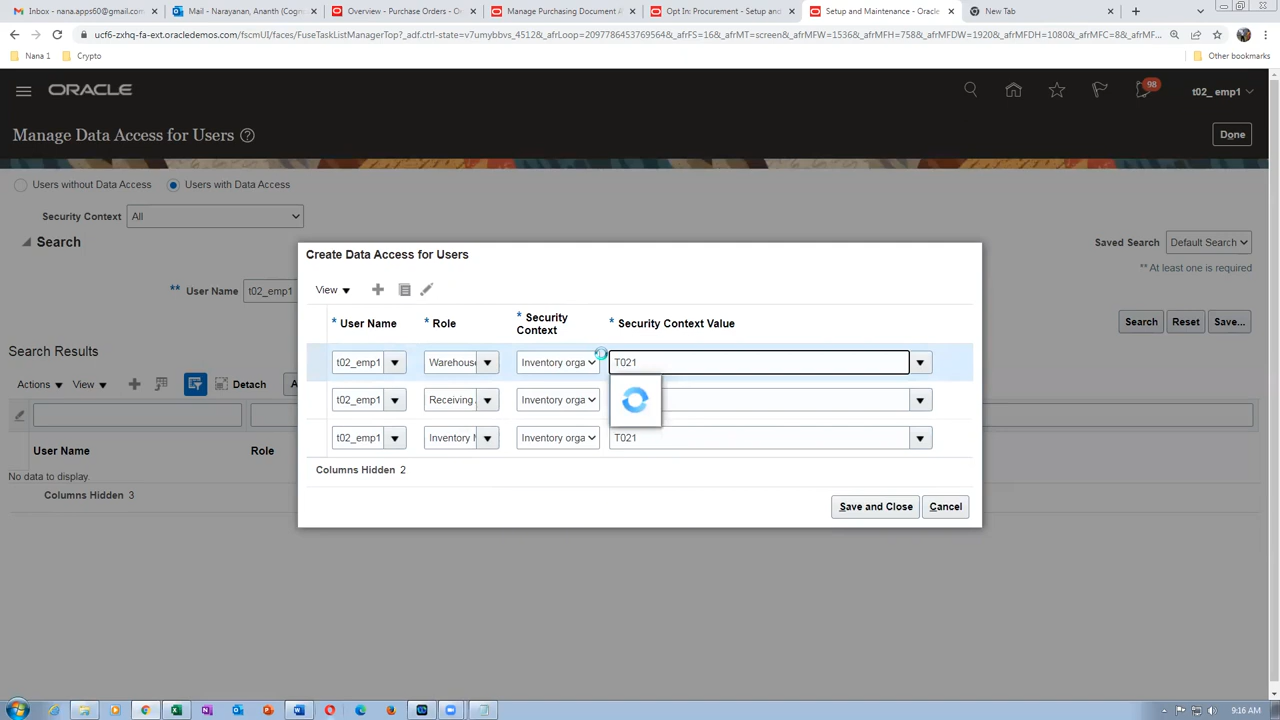 Inbox - nana.apps60@gmail.com
Mail - Narayanan, Ananth (Cogn
Overview - Purchase Orders - Or
Manage Purchasing Document A
Opt In: Procurement - Setup and
Setup and Maintenance - Oracle
New Tab
ucf6-zxhq-fa-ext.oracledemos.com/fscmUI/faces/FuseTaskListManagerTop?_adf.ctrl-state=v7umybbvs_4512&_afrLoop=20977865453769564&_afrFS=16&_afrMT=screen&_afrMFW=1536&_afrMFH=758&_afrMFDW=1920&_afrMFDH=1080&_afrMFC=8&_afrMF...
Nana 1
Crypto
Other bookmarks
ORACLE
98
t02_ emp1
Manage Data Access for Users
Done
Users without Data Access
Users with Data Access
Security Context
All
Search
Saved Search
Default Search
** At least one is required
** User Name
t02_emp1
Search
Reset
Save...
Search Results
Actions
View
Detach
A
User Name
Role
No data to display.
Columns Hidden 3
Create Data Access for Users
View
* User Name
* Role
* Security Context
* Security Context Value
t02_emp1
Warehouse
Inventory orga
T021
t02_emp1
Receiving
Inventory orga
t02_emp1
Inventory
Inventory orga
T021
Columns Hidden 2
Save and Close
Cancel
9:16 AM